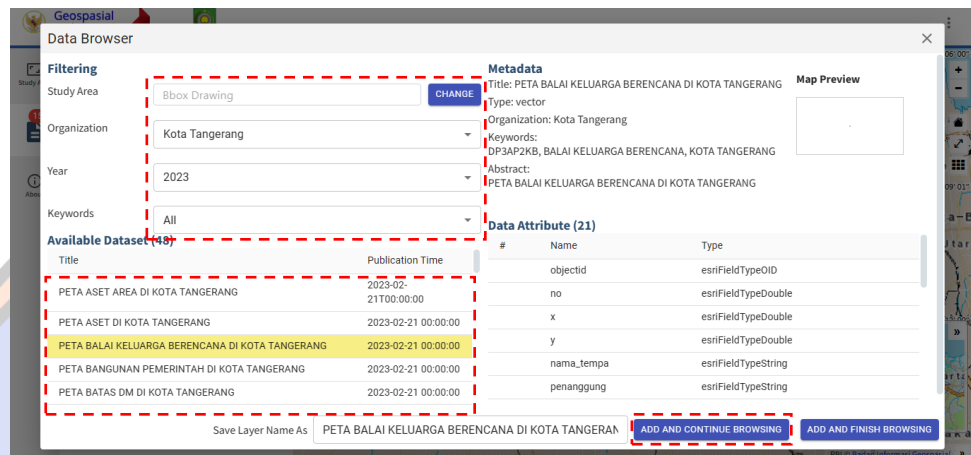 Geospasial
Data Browser
Filtering
Study Area
Bbox Drawing
CHANGE
Organization
Kota Tangerang
Year
2023
Keywords
All
Metadata
Title: PETA BALAI KELUARGA BERENCANA DI KOTA TANGERANG
Type: vector
Organization: Kota Tangerang
Keywords:
DP3AP2KB, BALAI KELUARGA BERENCANA, KOTA TANGERANG
Abstract:
PETA BALAI KELUARGA BERENCANA DI KOTA TANGERANG
Map Preview
Available Dataset (48)
Title Publication Time
PETA ASET AREA DI KOTA TANGERANG 2023-02-
21T00:00:00
PETA ASET DI KOTA TANGERANG 2023-02-21 00:00:00
PETA BALAI KELUARGA BERENCANA DI KOTA TANGERANG 2023-02-21 00:00:00
PETA BANGUNAN PEMERINTAH DI KOTA TANGERANG 2023-02-21 00:00:00
PETA BATAS DM DI KOTA TANGERANG 2023-02-21 00:00:00
Data Attribute (21)
# Name Type
objectid esriFieldTypeOID
no esriFieldTypeDouble
x esriFieldTypeDouble
y esriFieldTypeDouble
nama_tempa esriFieldTypeString
penanggung esriFieldTypeString
Save Layer Name As
PETA BALAI KELUARGA BERENCANA DI KOTA TANGERAN
ADD AND CONTINUE BROWSING
ADD AND FINISH BROWSING